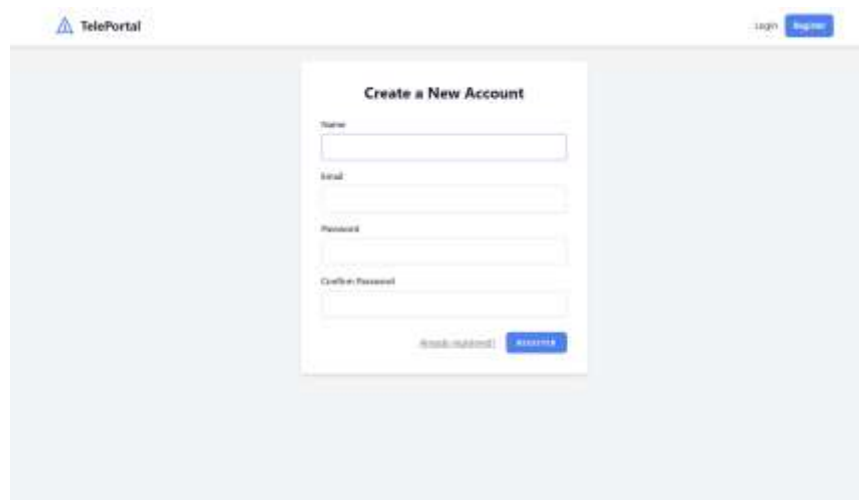 TelePortal
Login Register
Create a New Account
Name
Email
Password
Confirm Password
Already registered? REGISTER